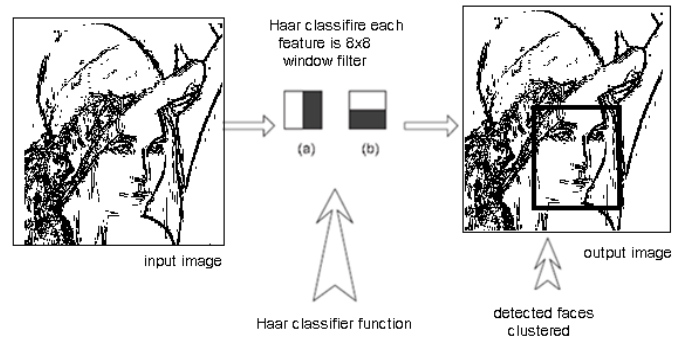 Haar classifire each
feature is 8x8
window filter
(a)
(b)
input image
output image
Haar classifier function
detected faces
clustered